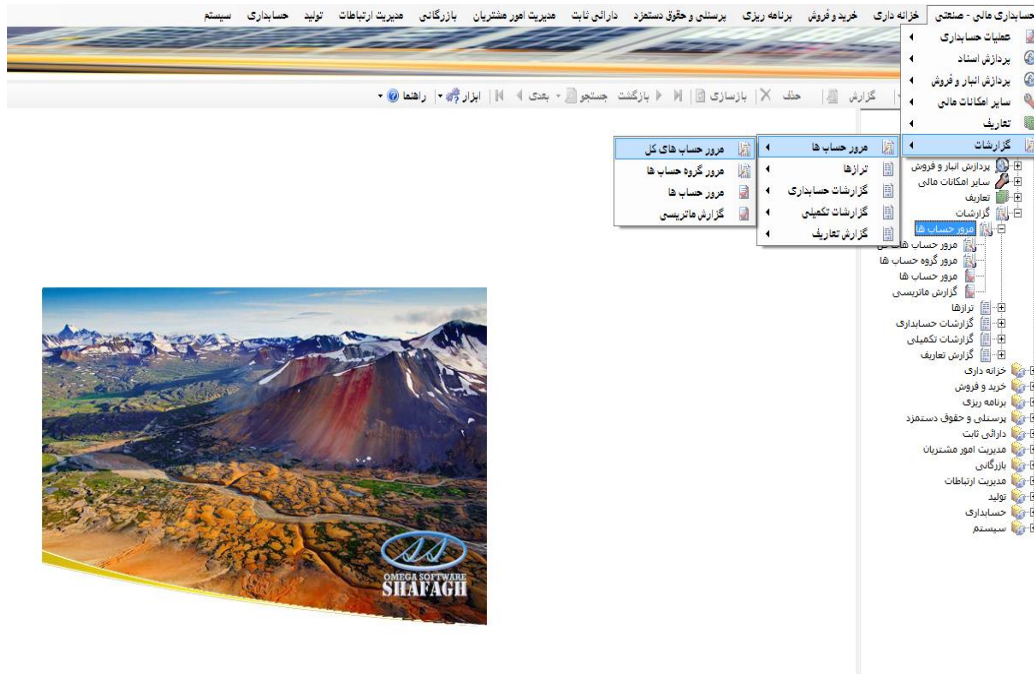 حسابداری مالی - صنعتی خزانه داری خرید و فروش برنامه ریزی پرسنلی و حقوق دستمزد دارائی ثابت مدیریت امور مشتریان بازرگانی مدیریت ارتباطات تولید حسابداری سیستم
گزارش حذف بازسازی بازگشت جستجو بعدی ابزار راهنما
عملیات حسابداری
پردازش اسناد
پردازش انبار و فروش
سایر امکانات مالی
تعاریف
گزارشات
مرور حساب ها
ترازها
گزارشات حسابداری
گزارشات تکمیلی
گزارش تعاریف
مرور حساب های کل
مرور گروه حساب ها
مرور حساب ها
گزارش ماتریسی
پردازش انبار و فروش
سایر امکانات مالی
تعاریف
گزارشات
مرور حساب ها
مرور حساب های کل
مرور گروه حساب ها
مرور حساب ها
گزارش ماتریسی
ترازها
گزارشات حسابداری
گزارشات تکمیلی
گزارش تعاریف
خزانه داری
خرید و فروش
برنامه ریزی
پرسنلی و حقوق دستمزد
دارائی ثابت
مدیریت امور مشتریان
بازرگانی
مدیریت ارتباطات
تولید
حسابداری
سیستم
OMEGA SOFTWARE
SHAFAGH